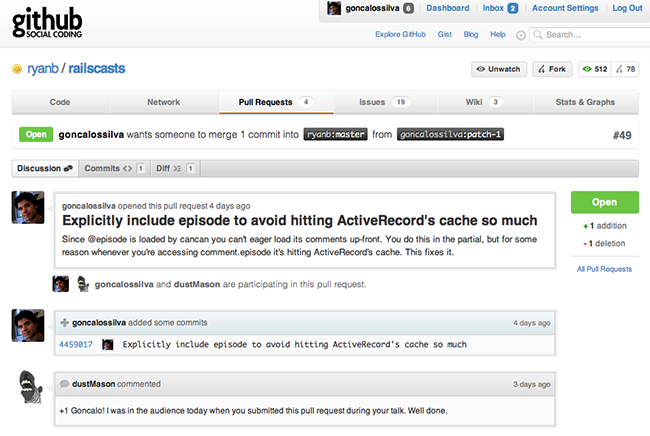 github
SOCIAL CODING
goncalossilva 6 Dashboard Inbox 2 Account Settings Log Out
Explore GitHub Gist Blog Help Search...
ryanb / railscasts
Unwatch Fork 512 78
Code Network Pull Requests 4 Issues 19 Wiki 3 Stats & Graphs
Open goncalossilva wants someone to merge 1 commit into ryanb:master from goncalossilva:patch-1 #49
Discussion Commits <> 1 Diff 1
goncalossilva opened this pull request 4 days ago
Explicitly include episode to avoid hitting ActiveRecord's cache so much
Since @episode is loaded by cancan you can't eager load its comments up-front. You do this in the partial, but for some
reason whenever you're accessing comment.episode it's hitting ActiveRecord's cache. This fixes it.
Open
+ 1 addition
- 1 deletion
All Pull Requests
goncalossilva and dustMason are participating in this pull request.
goncalossilva added some commits 4 days ago
4459017 Explicitly include episode to avoid hitting ActiveRecord's cache so much
dustMason commented 3 days ago
+1 Goncalo! I was in the audience today when you submitted this pull request during your talk. Well done.